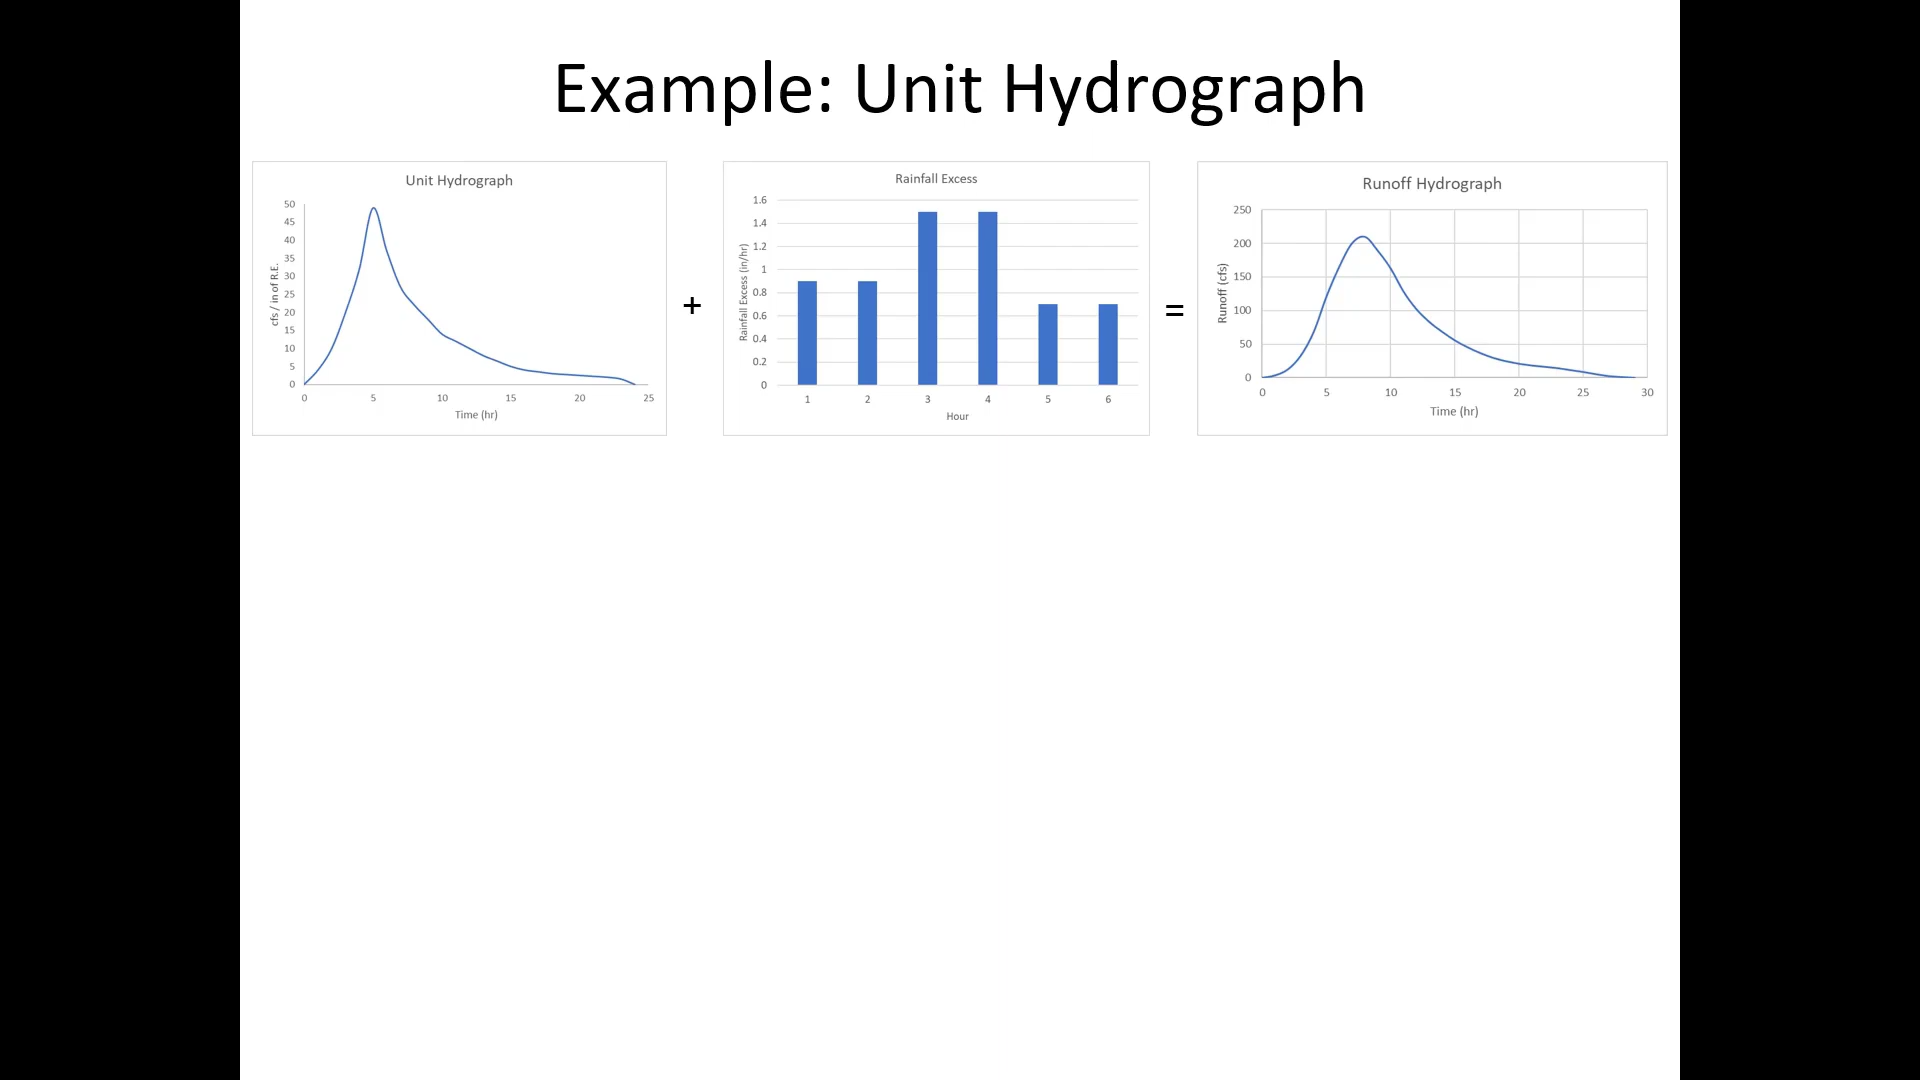 Example: Unit Hydrograph
Unit Hydrograph
50
45
40
35
30
25
20
15
10
5
0
cfs / in of R.E.
0 5 10 15 20 25
Time (hr)
+
Rainfall Excess
1.6
1.4
1.2
1
0.8
0.6
0.4
0.2
0
Rainfall Excess (in/hr)
1 2 3 4 5 6
Hour
=
Runoff Hydrograph
250
200
150
100
50
0
Runoff (cfs)
0 5 10 15 20 25 30
Time (hr)